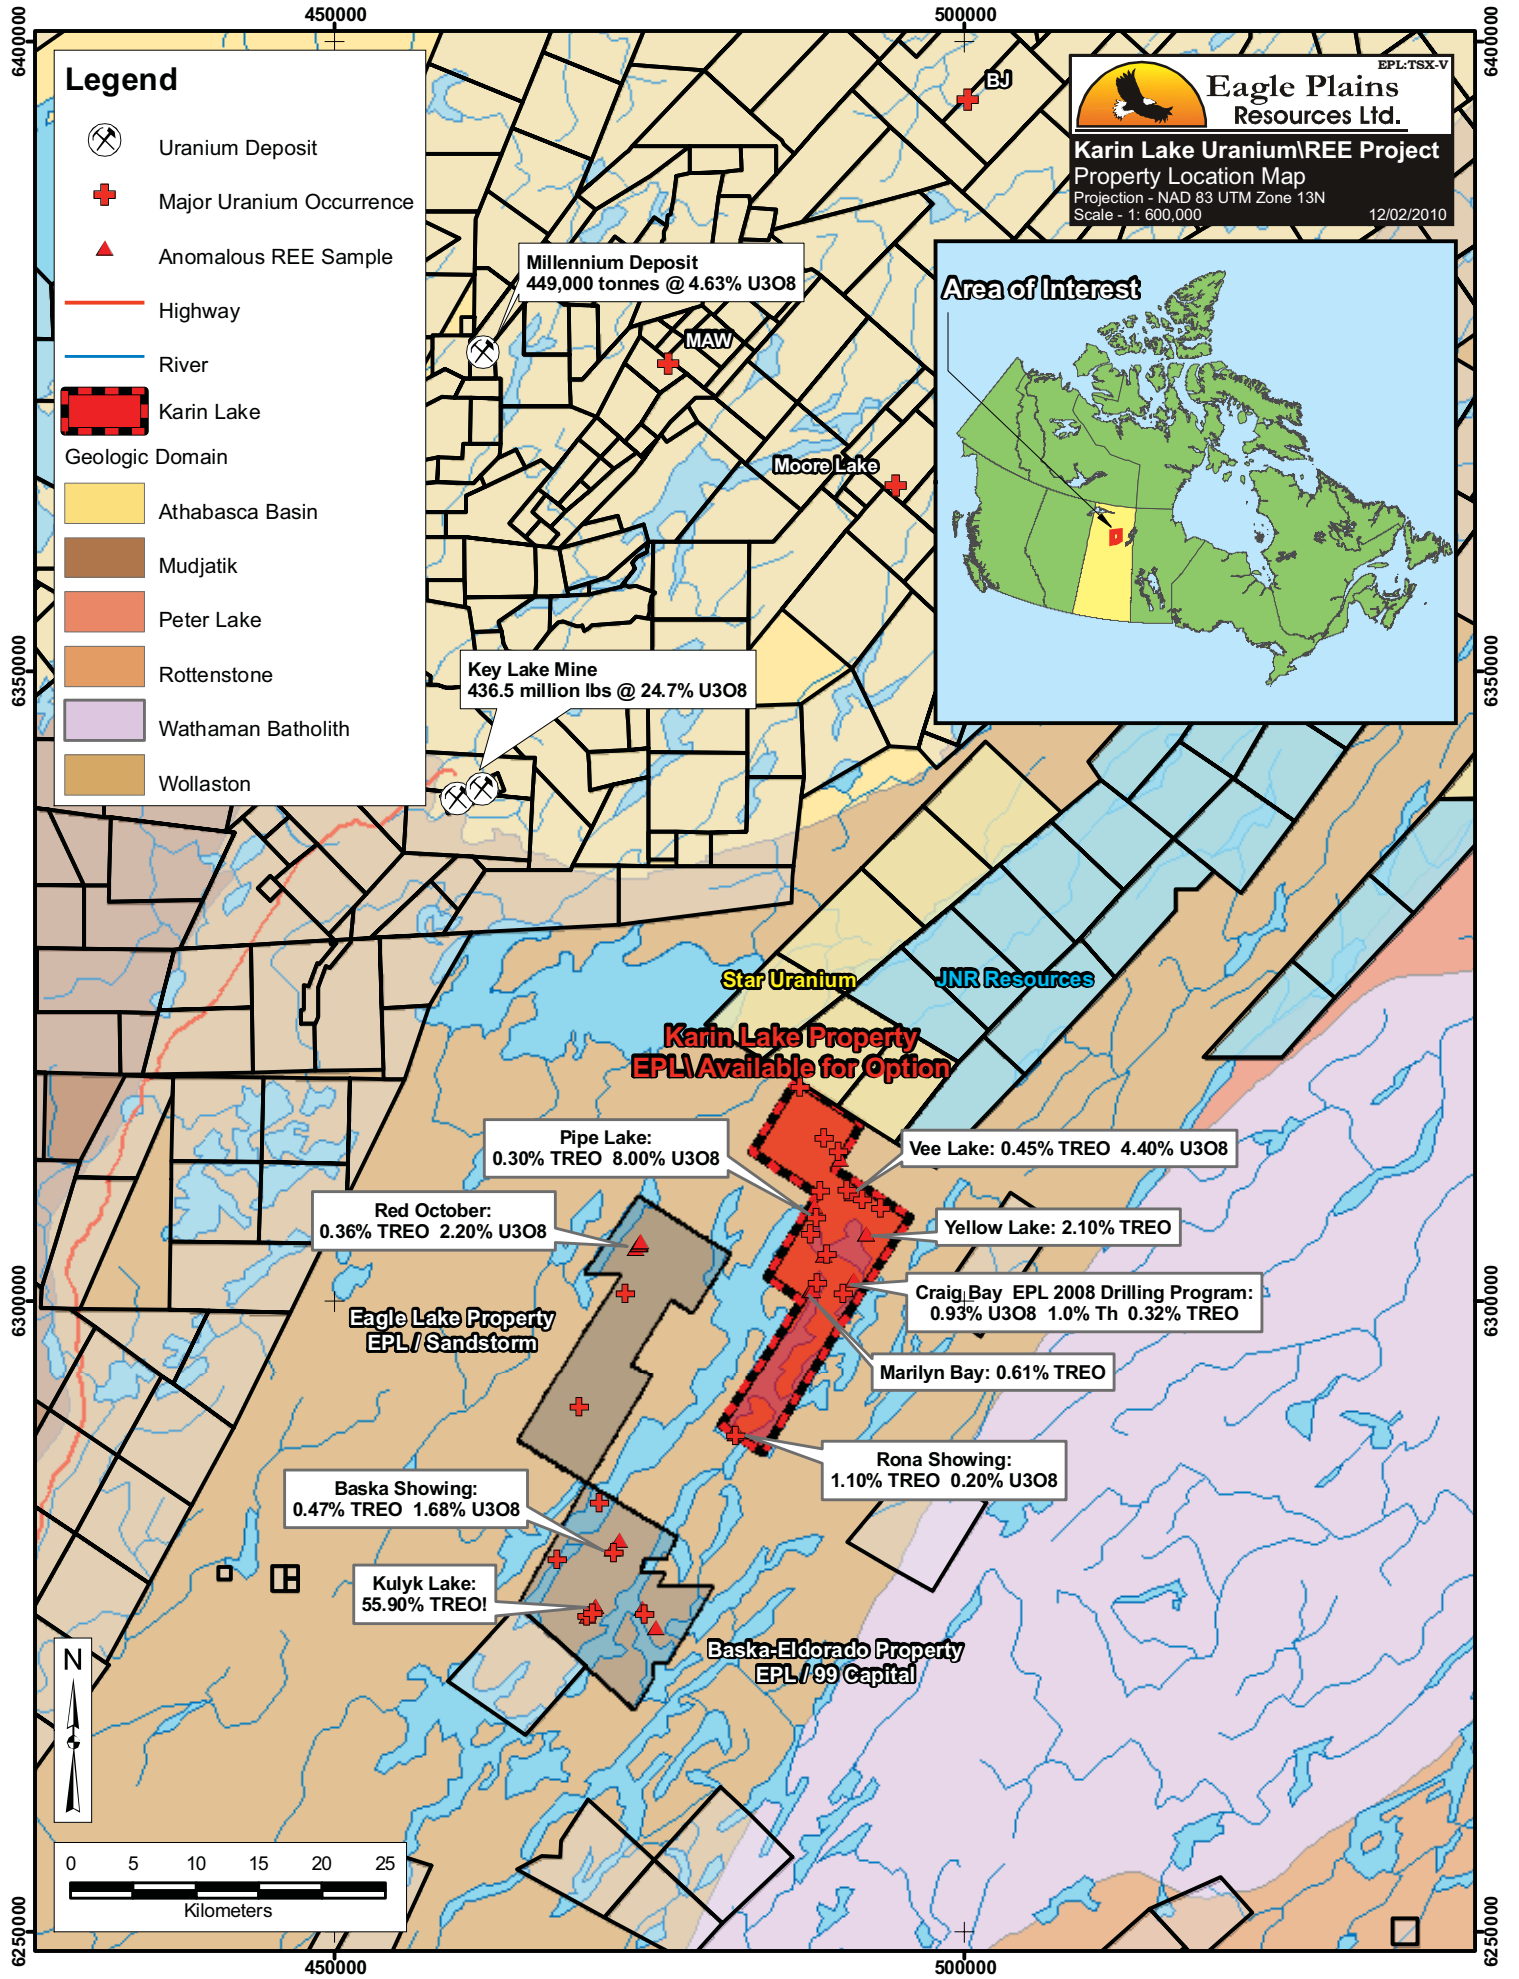 450000
500000
6400000
6400000
Legend
Uranium Deposit
Major Uranium Occurrence
Anomalous REE Sample
Highway
River
Karin Lake
Geologic Domain
Athabasca Basin
Mudjatik
Peter Lake
Rottenstone
Wathaman Batholith
Wollaston
BJ
EPL:TSX-V
Eagle Plains
Resources Ltd.
Karin Lake Uranium\REE Project
Property Location Map
Projection - NAD 83 UTM Zone 13N
Scale - 1: 600,000
12/02/2010
Millennium Deposit
449,000 tonnes @ 4.63% U3O8
Area of Interest
MAW
Moore Lake
6350000
6350000
Key Lake Mine
436.5 million lbs @ 24.7% U3O8
Star Uranium
JNR Resources
Karin Lake Property
EPL\ Available for Option
Pipe Lake:
0.30% TREO 8.00% U3O8
Vee Lake: 0.45% TREO 4.40% U3O8
Red October:
0.36% TREO 2.20% U3O8
Yellow Lake: 2.10% TREO
6300000
6300000
Craig Bay EPL 2008 Drilling Program:
0.93% U3O8 1.0% Th 0.32% TREO
Eagle Lake Property
EPL / Sandstorm
Marilyn Bay: 0.61% TREO
Rona Showing:
1.10% TREO 0.20% U3O8
Baska Showing:
0.47% TREO 1.68% U3O8
Kulyk Lake:
55.90% TREO!
Baska-Eldorado Property
EPL / 99 Capital
N
0 5 10 15 20 25
Kilometers
6250000
6250000
450000
500000